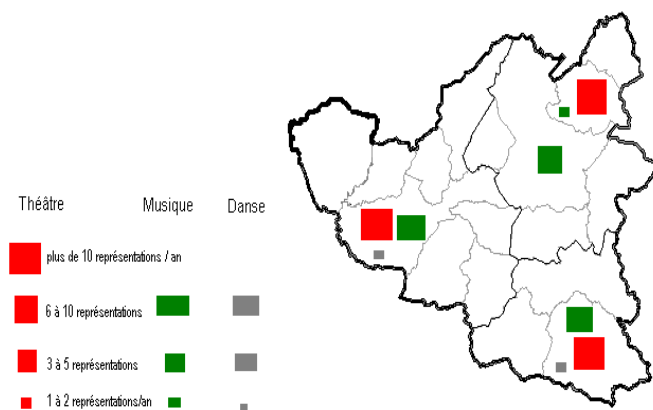 Théâtre Musique Danse
plus de 10 représentations / an
6 à 10 représentations
3 à 5 représentations
1 à 2 représentations/an